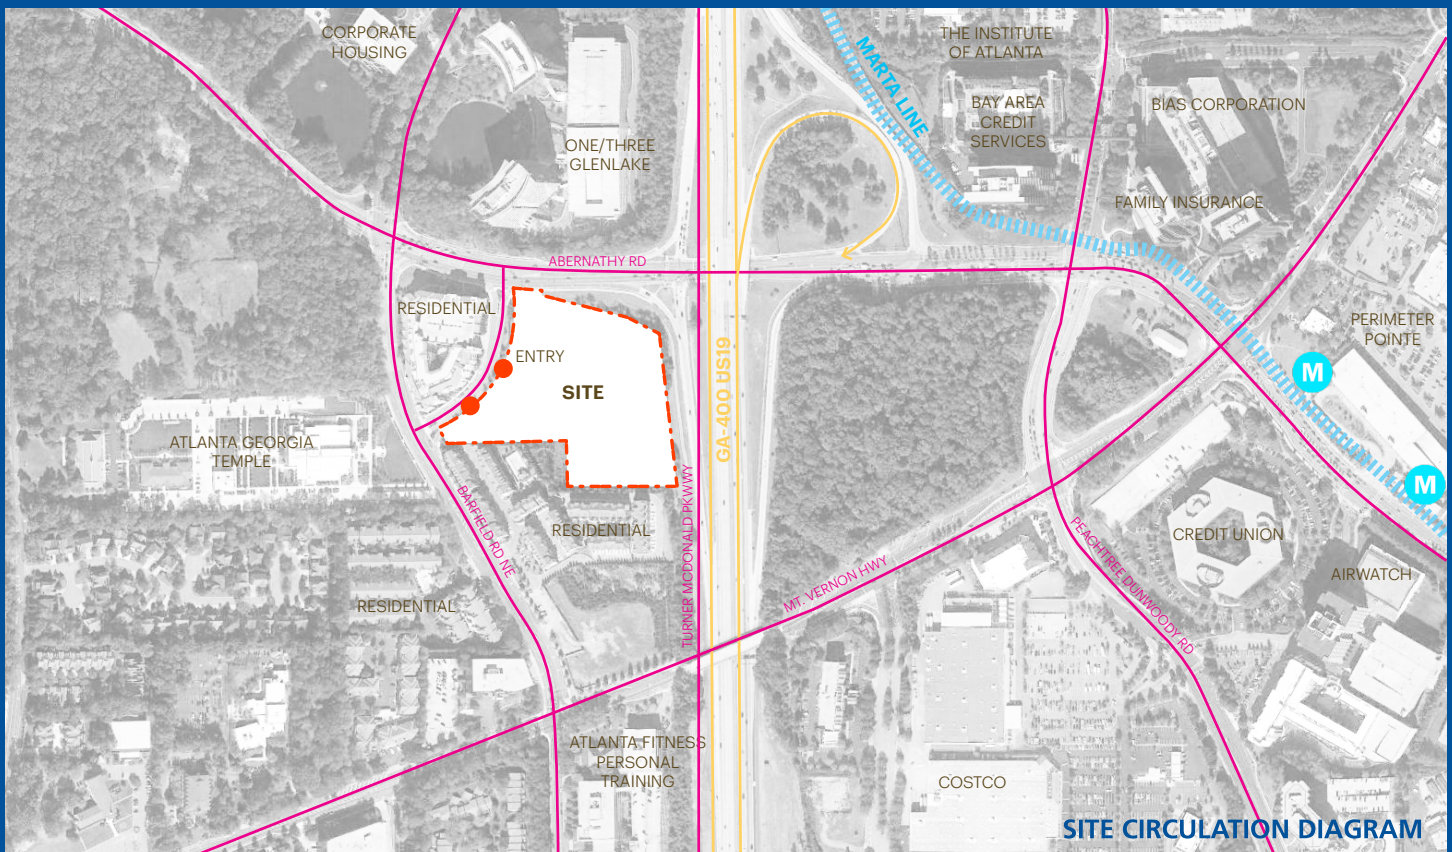 CORPORATE
HOUSING
THE INSTITUTE
OF ATLANTA
MARTA LINE
BAY AREA
CREDIT
SERVICES
BIAS CORPORATION
ONE/THREE
GLENLAKE
FAMILY INSURANCE
ABERNATHY RD
RESIDENTIAL
PERIMETER
POINTE
ENTRY
GA-400 US19
SITE
M
ATLANTA GEORGIA
TEMPLE
M
BARFIELD RD NE
TURNER MCDONALD PKWWY
RESIDENTIAL
CREDIT UNION
PEACHTREE DUNWOODY RD
MT. VERNON HWY
AIRWATCH
RESIDENTIAL
ATLANTA FITNESS
PERSONAL
TRAINING
COSTCO
SITE CIRCULATION DIAGRAM